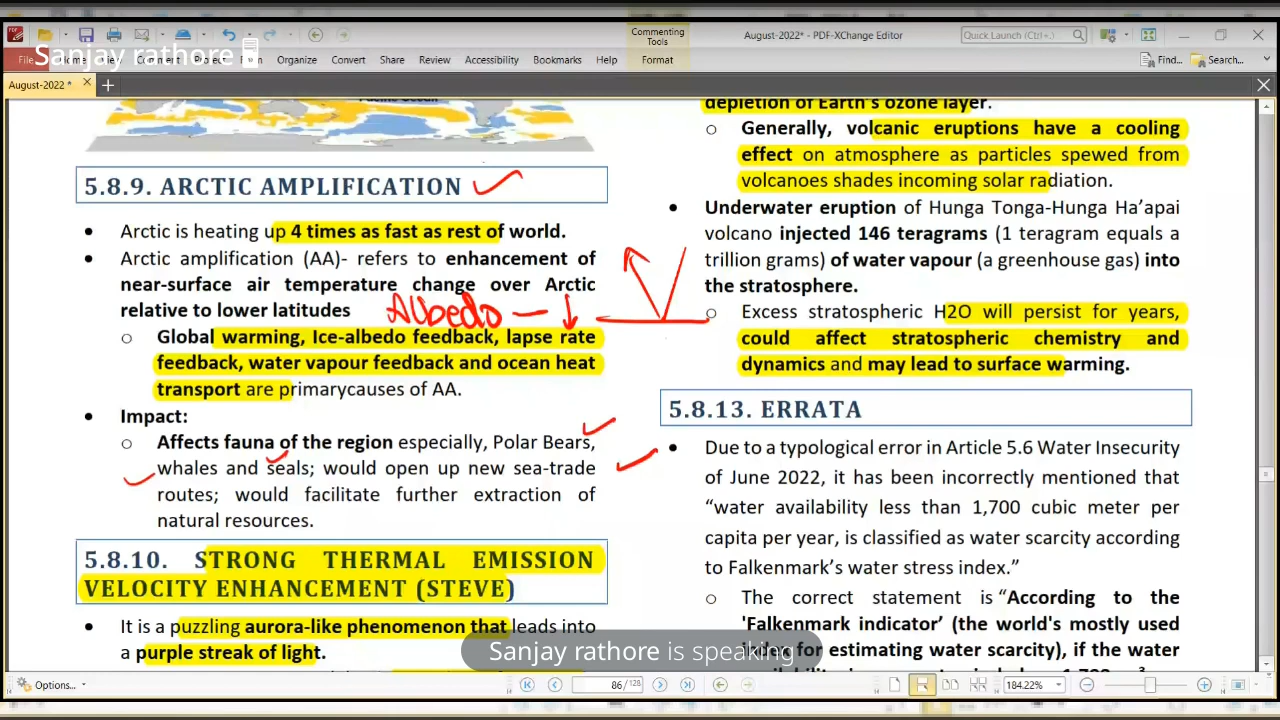 Commenting
Tools
August-2022* - PDF-XChange Editor
Quick Launch (Ctrl+.)
Sanjay rathore
File
Comment
Organize
Convert
Share
Review
Accessibility
Bookmarks
Help
Format
Find...
Search...
August-2022 *
5.8.9. ARCTIC AMPLIFICATION
• Arctic is heating up 4 times as fast as rest of world.
• Arctic amplification (AA)- refers to enhancement of
near-surface air temperature change over Arctic
relative to lower latitudes
Albedo – ↓
o Global warming, Ice-albedo feedback, lapse rate
feedback, water vapour feedback and ocean heat
transport are primarycauses of AA.
• Impact:
o Affects fauna of the region especially, Polar Bears,
whales and seals; would open up new sea-trade
routes; would facilitate further extraction of
natural resources.
5.8.10. STRONG THERMAL EMISSION
VELOCITY ENHANCEMENT (STEVE)
• It is a puzzling aurora-like phenomenon that leads into
a purple streak of light.
depletion of Earth's ozone layer.
o Generally, volcanic eruptions have a cooling
effect on atmosphere as particles spewed from
volcanoes shades incoming solar radiation.
• Underwater eruption of Hunga Tonga-Hunga Ha’apai
volcano injected 146 teragrams (1 teragram equals a
trillion grams) of water vapour (a greenhouse gas) into
the stratosphere.
o Excess stratospheric H2O will persist for years,
could affect stratospheric chemistry and
dynamics and may lead to surface warming.
5.8.13. ERRATA
• Due to a typological error in Article 5.6 Water Insecurity
of June 2022, it has been incorrectly mentioned that
“water availability less than 1,700 cubic meter per
capita per year, is classified as water scarcity according
to Falkenmark’s water stress index.”
o The correct statement is “According to the
'Falkenmark indicator’ (the world's mostly used
index for estimating water scarcity), if the water
Sanjay rathore is speaking
Options...
86 / 128
184.22%